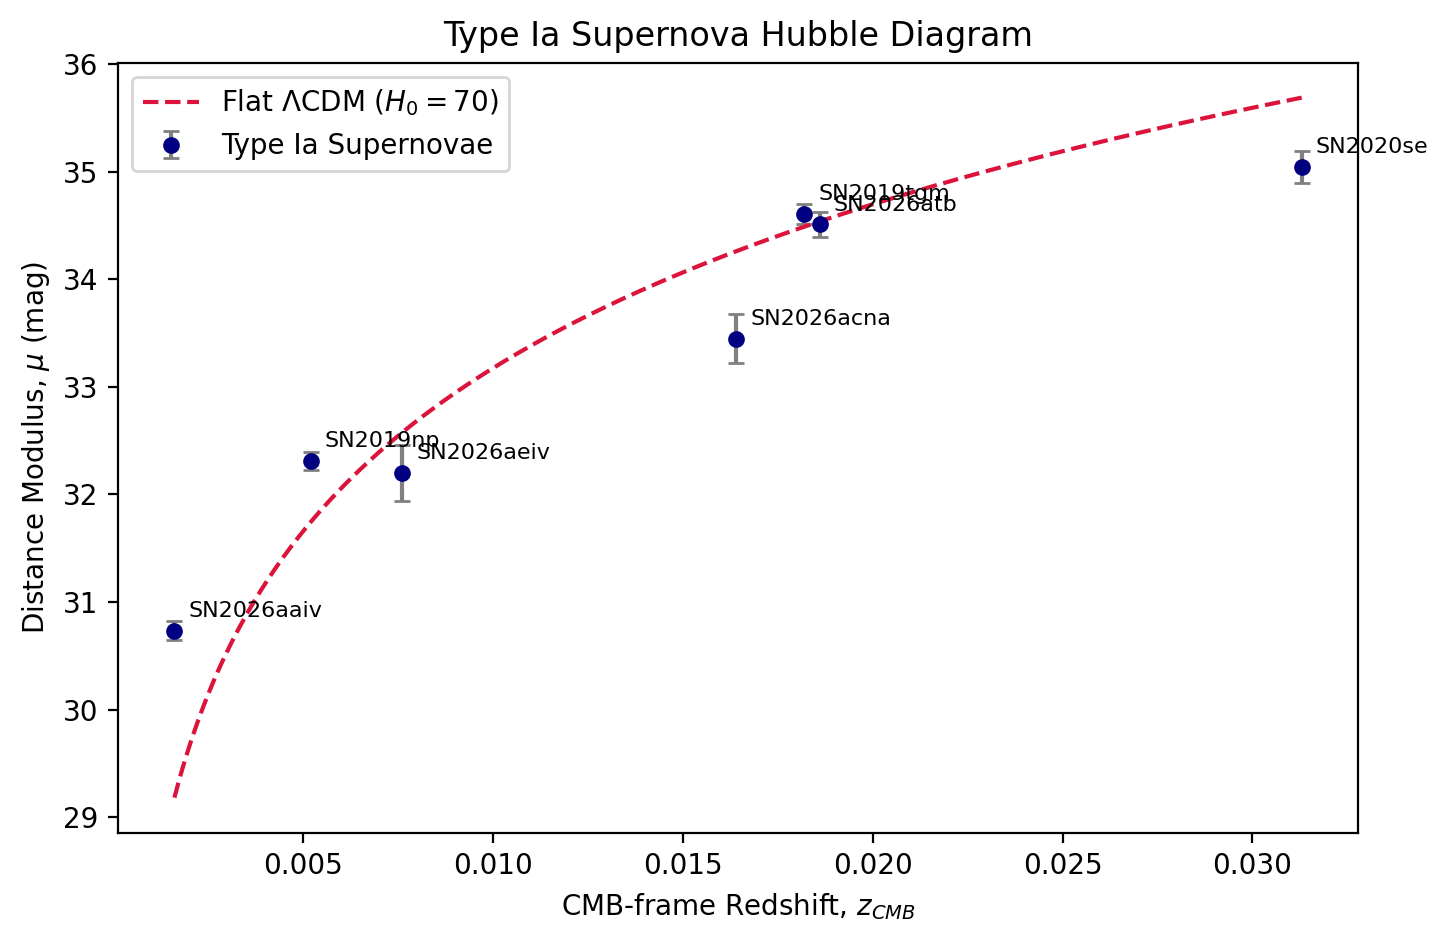 Type Ia Supernova Hubble Diagram
36
35
34
33
32
31
30
29
Distance Modulus, μ (mag)
Flat ΛCDM (H₀ = 70)
Type Ia Supernovae
SN2020se
SN2019tgm
SN2026atb
SN2026acna
SN2019np
SN2026aeiv
SN2026aaiv
0.005 0.010 0.015 0.020 0.025 0.030
CMB-frame Redshift, z_CMB